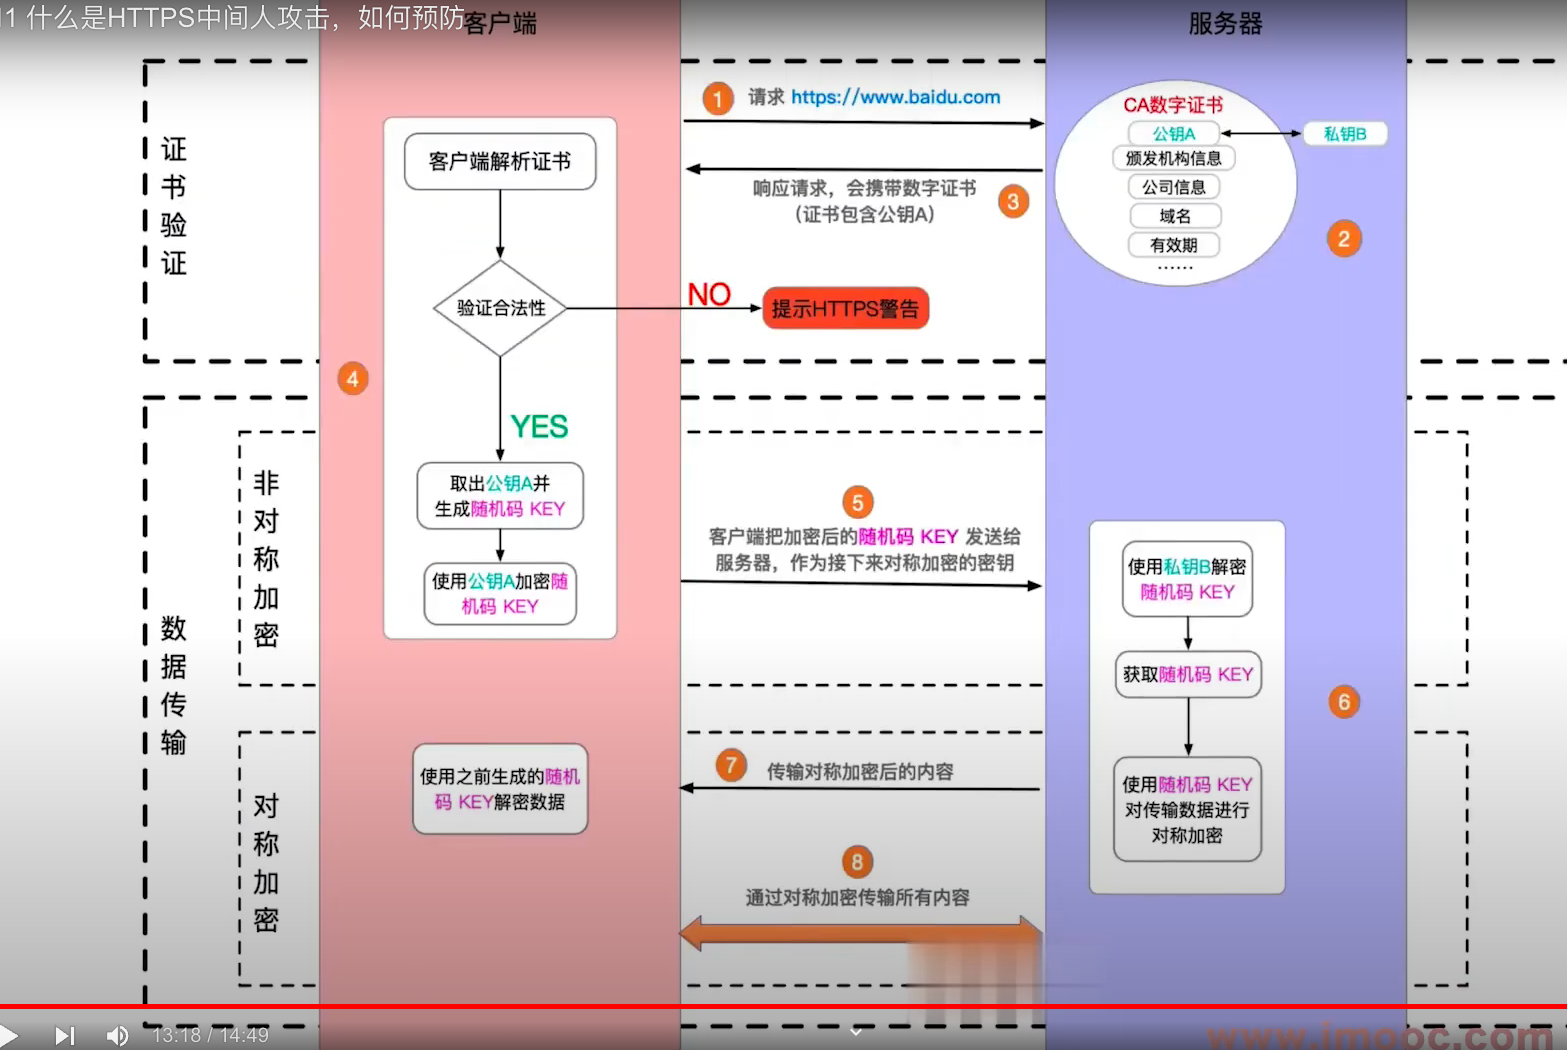 11 什么是HTTPS中间人攻击，如何预防
客户端
服务器
证书验证
1
请求 https://www.baidu.com
CA数字证书
公钥A
私钥B
颁发机构信息
公司信息
域名
有效期
......
2
响应请求，会携带数字证书
（证书包含公钥A）
3
客户端解析证书
验证合法性
NO
提示HTTPS警告
4
YES
数据传输
非对称加密
取出公钥A并
生成随机码 KEY
使用公钥A加密随
机码 KEY
5
客户端把加密后的随机码 KEY 发送给
服务器，作为接下来对称加密的密钥
使用私钥B解密
随机码 KEY
获取随机码 KEY
6
对称加密
使用之前生成的随机
码 KEY解密数据
7
传输对称加密后的内容
使用随机码 KEY
对传输数据进行
对称加密
8
通过对称加密传输所有内容
13:18 / 14:49